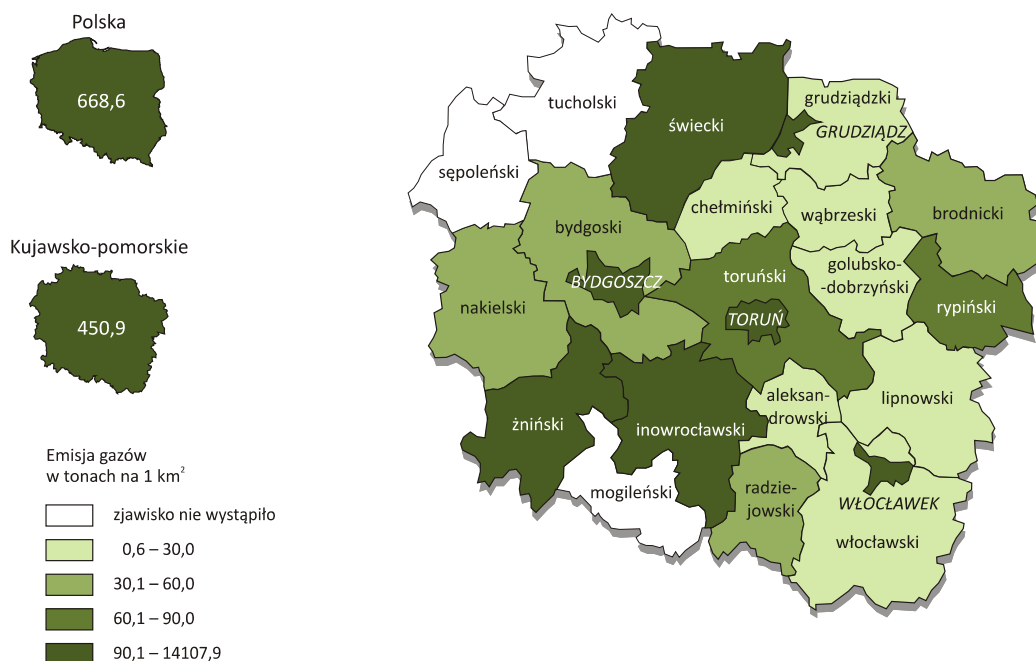 Polska
668,6
Kujawsko-pomorskie
450,9
Emisja gazów
w tonach na 1 km²
zjawisko nie wystąpiło
0,6 – 30,0
30,1 – 60,0
60,1 – 90,0
90,1 – 14107,9
tucholski
świecki
grudziądzki
GRUDZIĄDZ
sępoleński
chełmiński
wąbrzeski
brodnicki
bydgoski
BYDGOSZCZ
toruński
TORUŃ
golubsko-
-dobrzyński
rypiński
nakielski
żniński
inowrocławski
aleksan-
drowski
lipnowski
mogileński
radzie-
jowski
WŁOCŁAWEK
włocławski